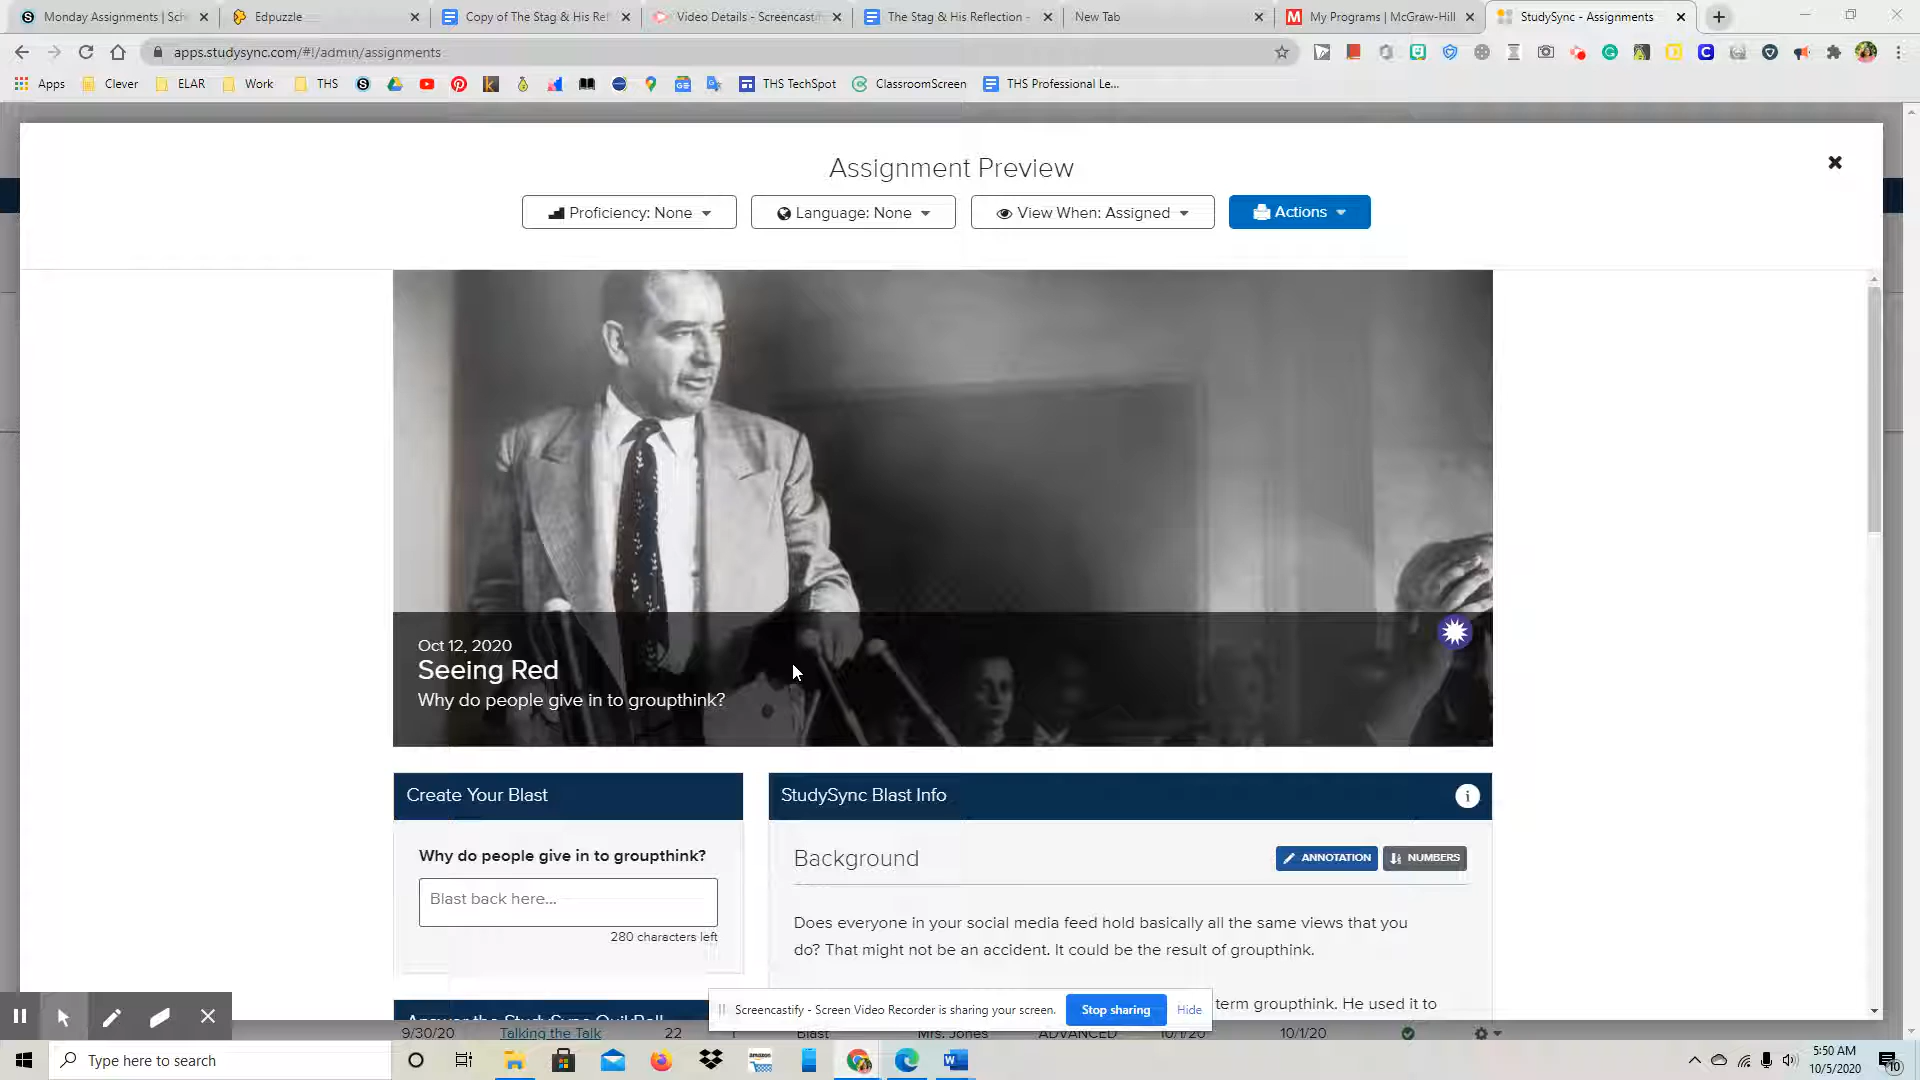 Monday Assignments | Sch
Edpuzzle
Copy of The Stag & His Ref
Video Details - Screencastif
The Stag & His Reflection -
New Tab
My Programs | McGraw-Hill
StudySync - Assignments
apps.studysync.com/#!/admin/assignments
Apps
Clever
ELAR
Work
THS
THS TechSpot
ClassroomScreen
THS Professional Le...
Assignment Preview
Proficiency: None
Language: None
View When: Assigned
Actions
Oct 12, 2020
Seeing Red
Why do people give in to groupthink?
Create Your Blast
Why do people give in to groupthink?
Blast back here...
280 characters left
StudySync Blast Info
Background
ANNOTATION
NUMBERS
Does everyone in your social media feed hold basically all the same views that you
do? That might not be an accident. It could be the result of groupthink.
term groupthink. He used it to
Answer the StudySync QuikPoll
Screencastify - Screen Video Recorder is sharing your screen.
Stop sharing
Hide
9/30/20 Talking the Talk 22 Blast Mrs. Jones ADVANCED 10/1/20 10/1/20
Type here to search
5:50 AM
10/5/2020